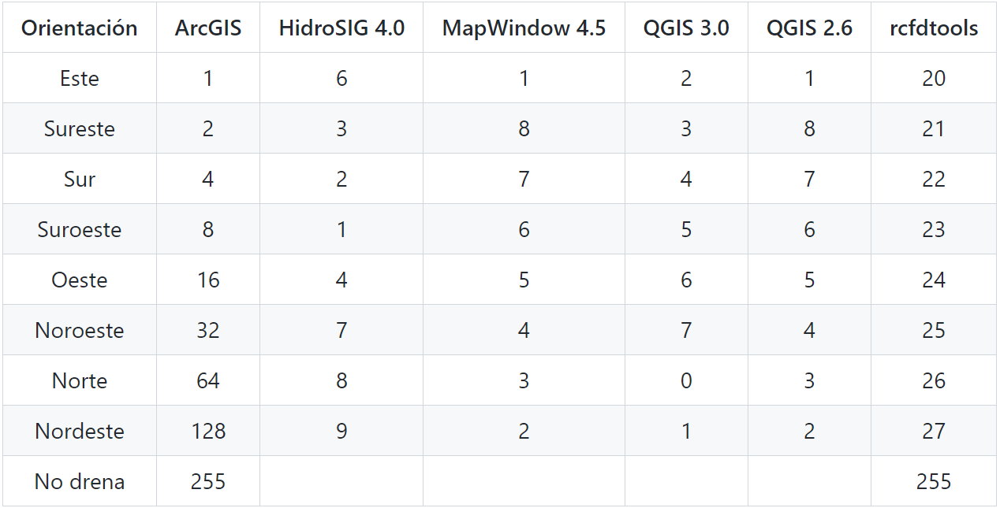 Orientación ArcGIS HidroSIG 4.0 MapWindow 4.5 QGIS 3.0 QGIS 2.6 rcfdtools
Este 1 6 1 2 1 20
Sureste 2 3 8 3 8 21
Sur 4 2 7 4 7 22
Suroeste 8 1 6 5 6 23
Oeste 16 4 5 6 5 24
Noroeste 32 7 4 7 4 25
Norte 64 8 3 0 3 26
Nordeste 128 9 2 1 2 27
No drena 255 255